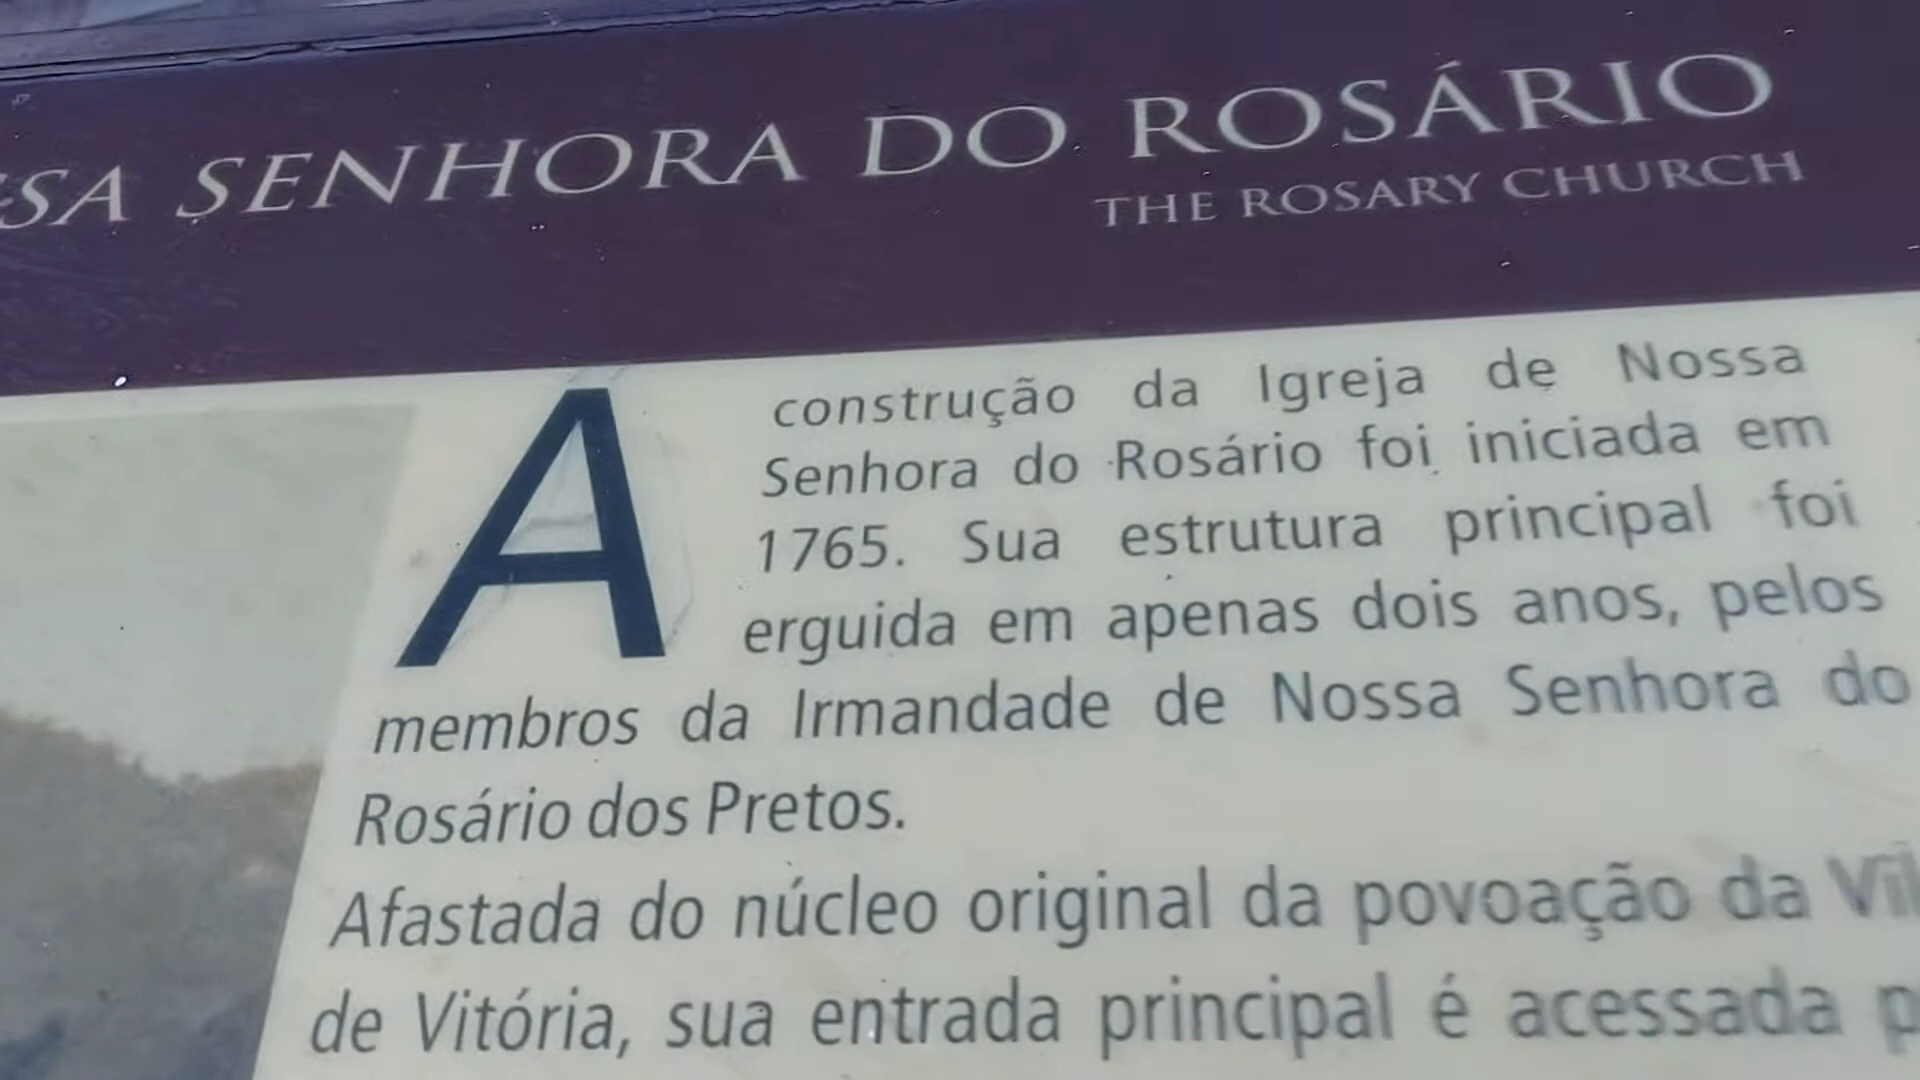 SENHORA DO ROSÁRIO
THE ROSARY CHURCH
A construção da Igreja de Nossa
Senhora do Rosário foi iniciada em
1765. Sua estrutura principal foi
erguida em apenas dois anos, pelos
membros da Irmandade de Nossa Senhora do
Rosário dos Pretos.
Afastada do núcleo original da povoação da
de Vitória, sua entrada principal é acessada